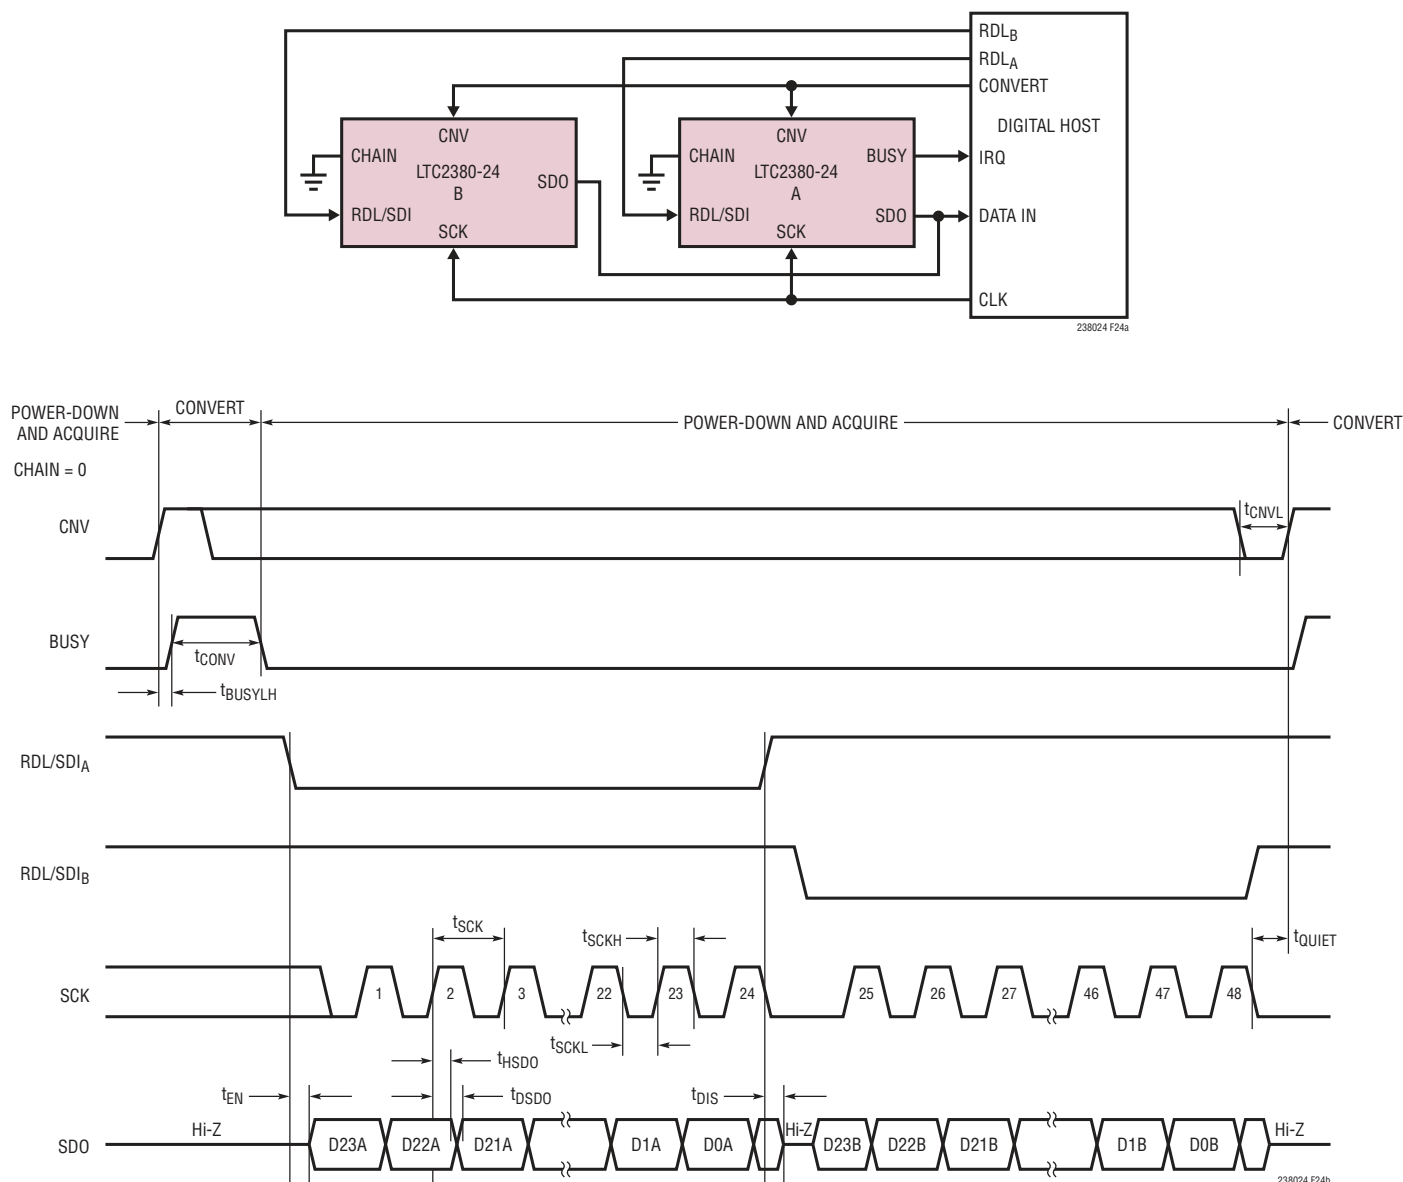 RDLB
RDLA
CONVERT
DIGITAL HOST
IRQ
DATA IN
CLK
CNV
CHAIN
LTC2380-24
B
SDO
RDL/SDI
SCK
CNV
CHAIN
BUSY
LTC2380-24
A
RDL/SDI
SDO
SCK
238024 F24a
POWER-DOWN
AND ACQUIRE
CONVERT
POWER-DOWN AND ACQUIRE
CONVERT
CHAIN = 0
CNV
tCNVL
BUSY
tCONV
tBUSYLH
RDL/SDIA
RDL/SDIB
tSCK
tSCKH
tQUIET
SCK
1 2 3 22 23 24 25 26 27 46 47 48
tSCKL
tHSDO
tEN
tDSDO
tDIS
SDO
Hi-Z D23A D22A D21A D1A D0A Hi-Z D23B D22B D21B D1B D0B Hi-Z
238024 F24b